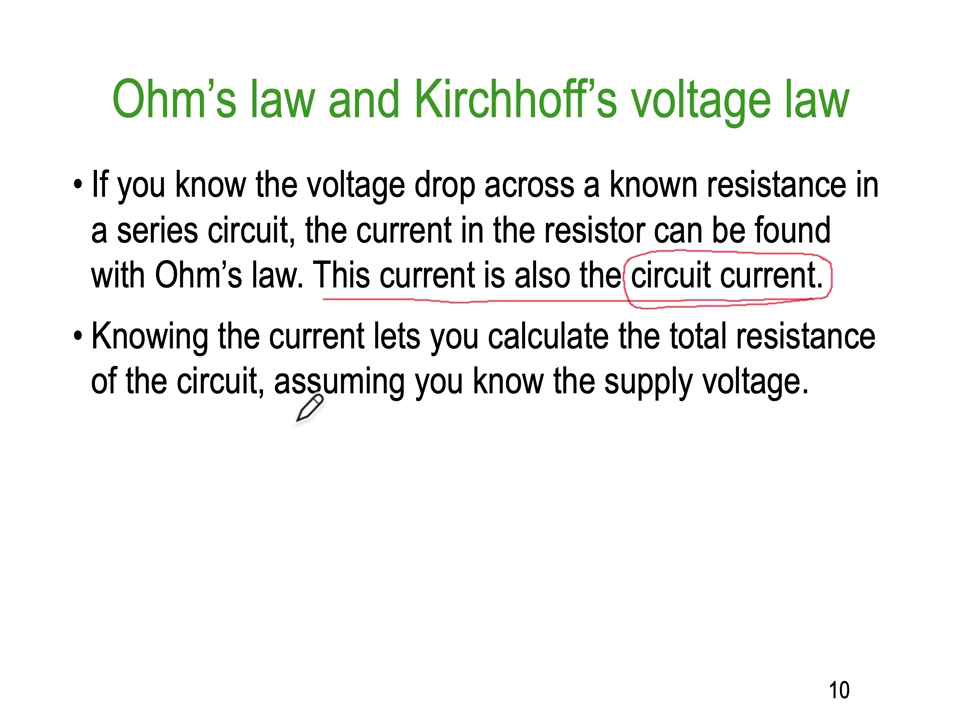 Ohm’s law and Kirchhoff’s voltage law
• If you know the voltage drop across a known resistance in
a series circuit, the current in the resistor can be found
with Ohm’s law. This current is also the circuit current.
• Knowing the current lets you calculate the total resistance
of the circuit, assuming you know the supply voltage.
10